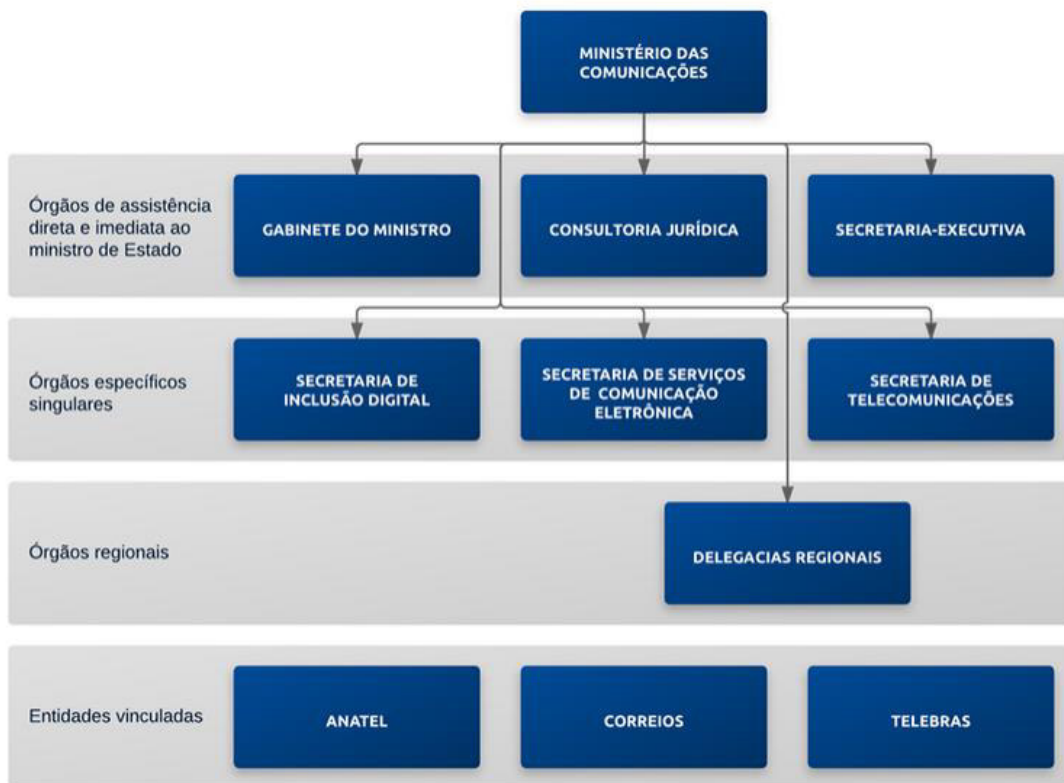 MINISTÉRIO DAS
COMUNICAÇÕES
Órgãos de assistência
direta e imediata ao
ministro de Estado
GABINETE DO MINISTRO
CONSULTORIA JURÍDICA
SECRETARIA-EXECUTIVA
Órgãos específicos
singulares
SECRETARIA DE
INCLUSÃO DIGITAL
SECRETARIA DE SERVIÇOS
DE COMUNICAÇÃO
ELETRÔNICA
SECRETARIA DE
TELECOMUNICAÇÕES
Órgãos regionais
DELEGACIAS REGIONAIS
Entidades vinculadas
ANATEL
CORREIOS
TELEBRAS